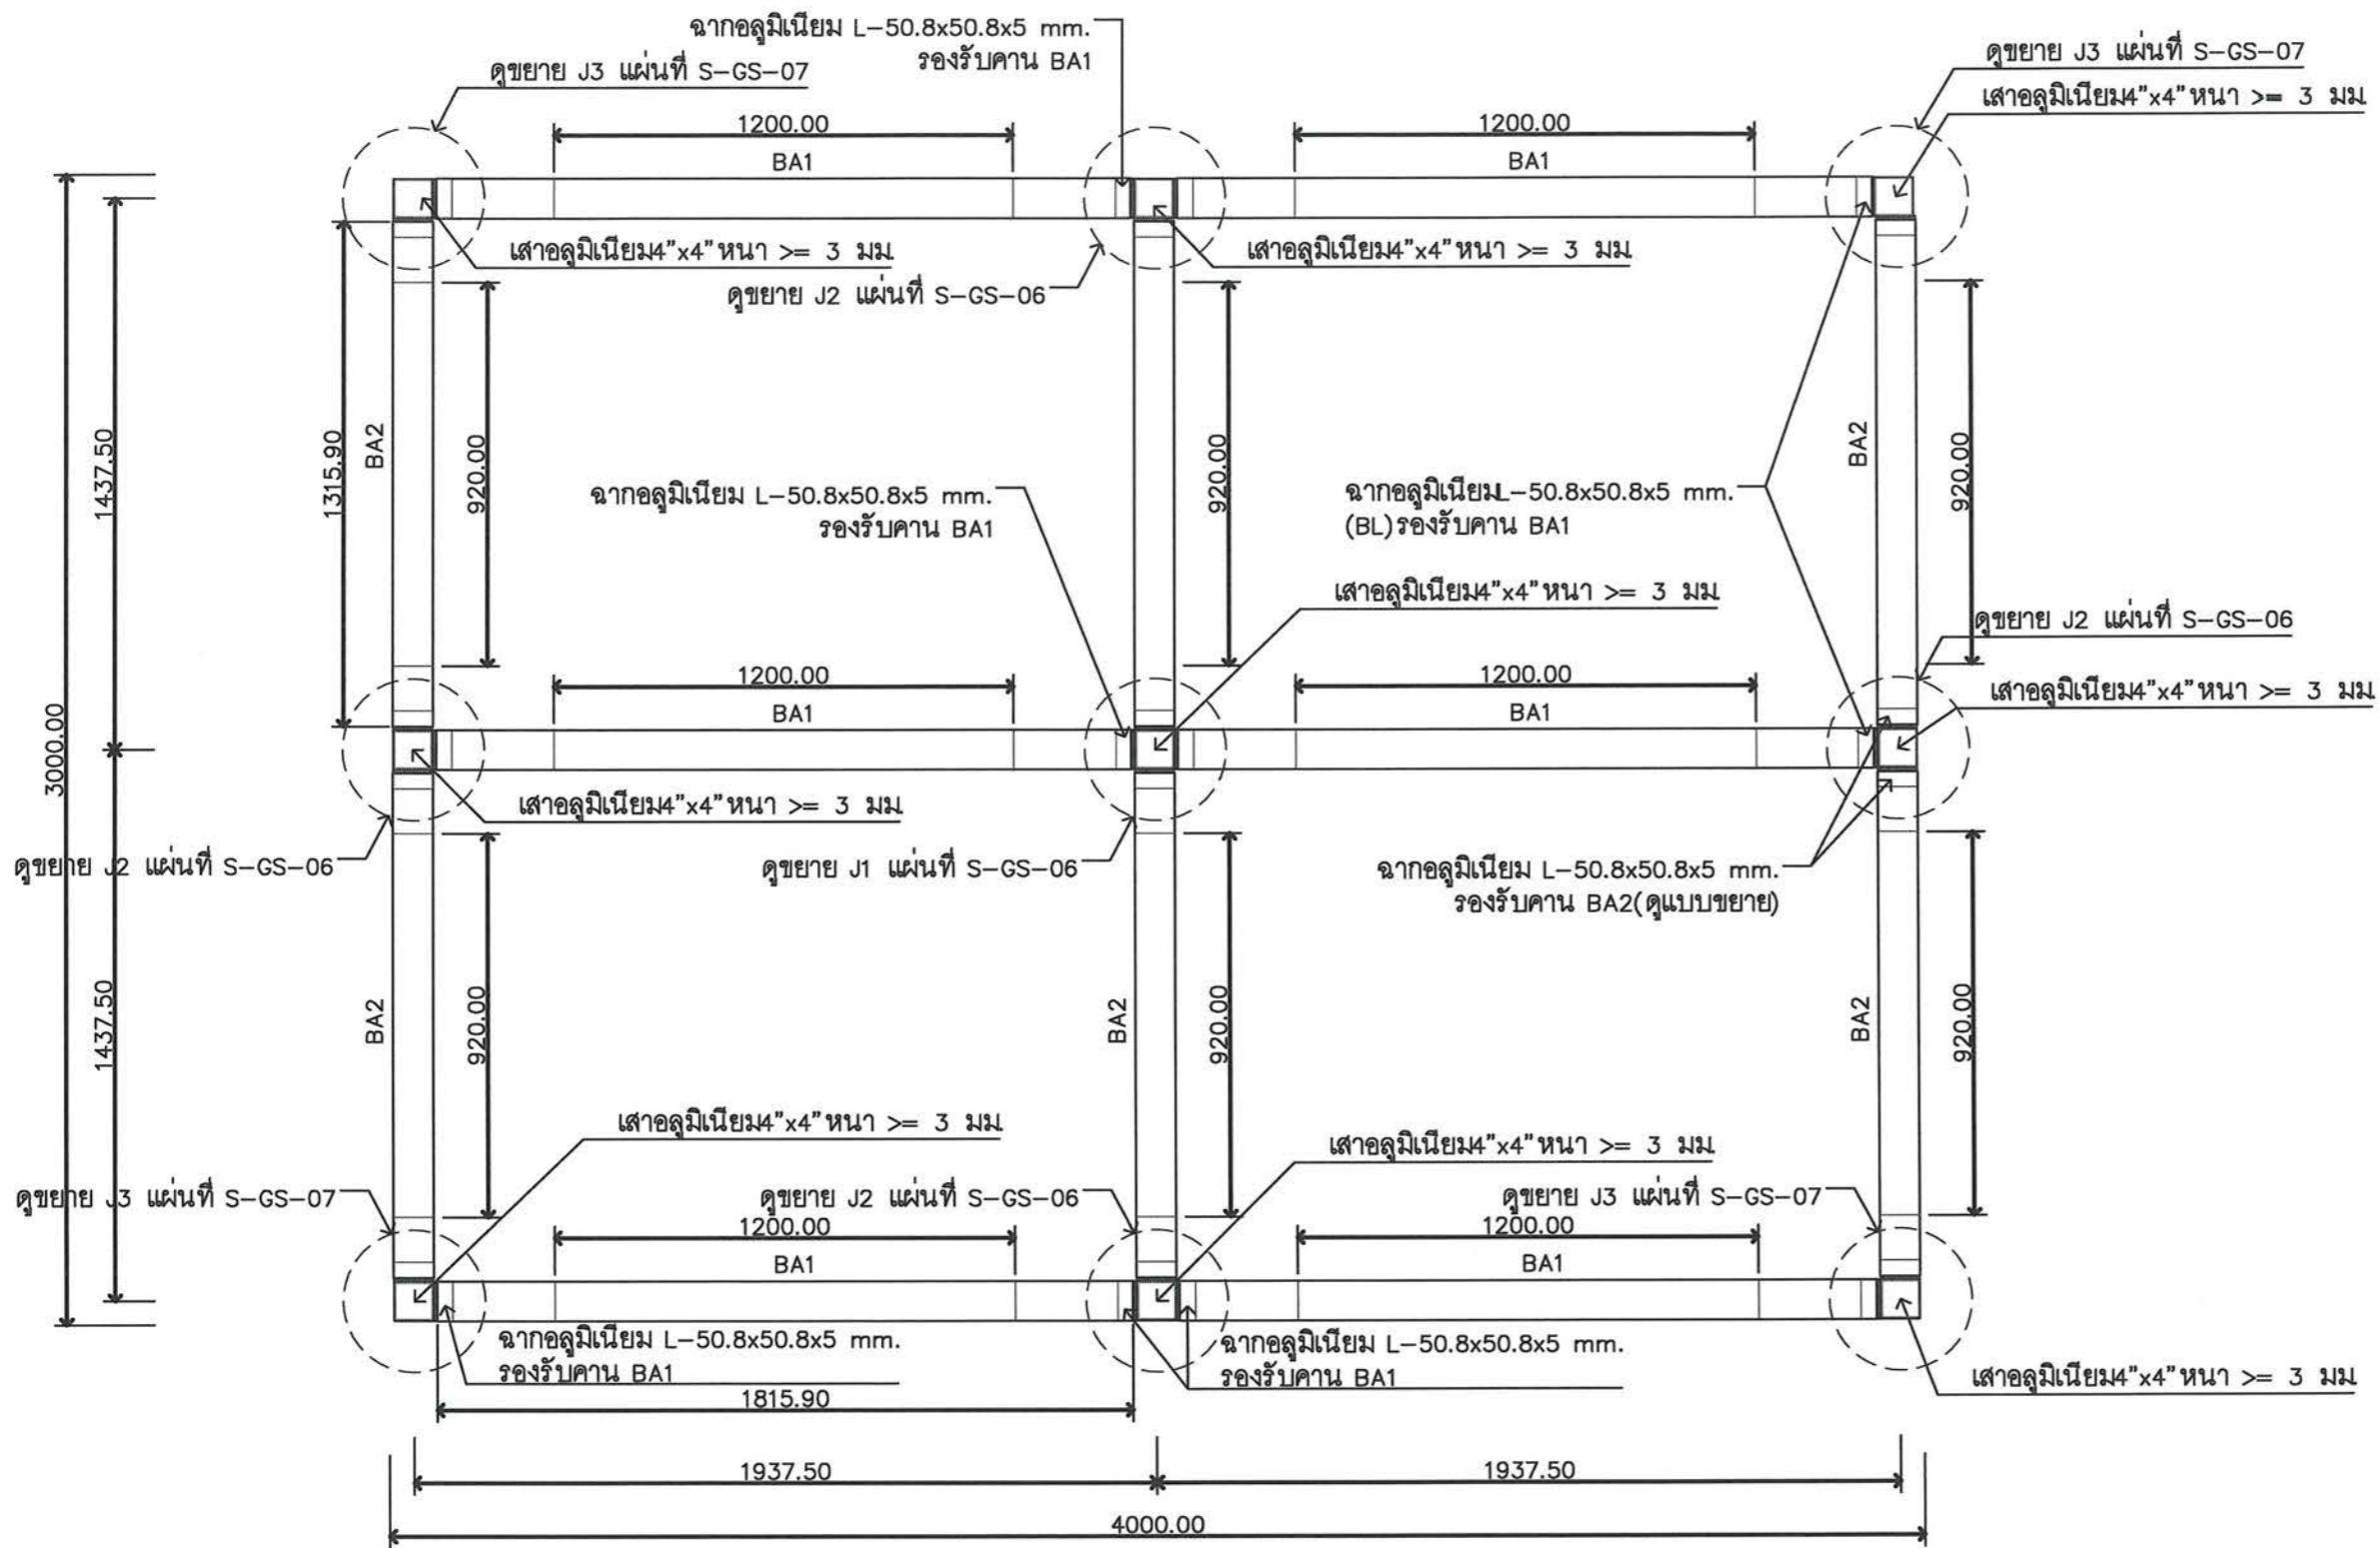 ฉากอลูมิเนียม L-50.8x50.8x5 mm.
รองรับคาน BA1
ดูขยาย J3 แผ่นที่ S-GS-07
ดูขยาย J3 แผ่นที่ S-GS-07
เสาอลูมิเนียม4"x4"หนา >= 3 มม.
1200.00
BA1
1200.00
BA1
เสาอลูมิเนียม4"x4"หนา >= 3 มม.
เสาอลูมิเนียม4"x4"หนา >= 3 มม.
ดูขยาย J2 แผ่นที่ S-GS-06
3000.00
1437.50
1315.90
BA2
920.00
920.00
BA2
920.00
ฉากอลูมิเนียม L-50.8x50.8x5 mm.
รองรับคาน BA1
ฉากอลูมิเนียมL-50.8x50.8x5 mm.
(BL)รองรับคาน BA1
เสาอลูมิเนียม4"x4"หนา >= 3 มม.
ดูขยาย J2 แผ่นที่ S-GS-06
1200.00
BA1
1200.00
BA1
เสาอลูมิเนียม4"x4"หนา >= 3 มม.
เสาอลูมิเนียม4"x4"หนา >= 3 มม.
ดูขยาย J2 แผ่นที่ S-GS-06
ดูขยาย J1 แผ่นที่ S-GS-06
ฉากอลูมิเนียม L-50.8x50.8x5 mm.
รองรับคาน BA2(ดูแบบขยาย)
1437.50
BA2
920.00
BA2
920.00
BA2
920.00
เสาอลูมิเนียม4"x4"หนา >= 3 มม.
เสาอลูมิเนียม4"x4"หนา >= 3 มม.
ดูขยาย J3 แผ่นที่ S-GS-07
ดูขยาย J2 แผ่นที่ S-GS-06
ดูขยาย J3 แผ่นที่ S-GS-07
1200.00
BA1
1200.00
BA1
ฉากอลูมิเนียม L-50.8x50.8x5 mm.
รองรับคาน BA1
ฉากอลูมิเนียม L-50.8x50.8x5 mm.
รองรับคาน BA1
เสาอลูมิเนียม4"x4"หนา >= 3 มม.
1815.90
1937.50
1937.50
4000.00